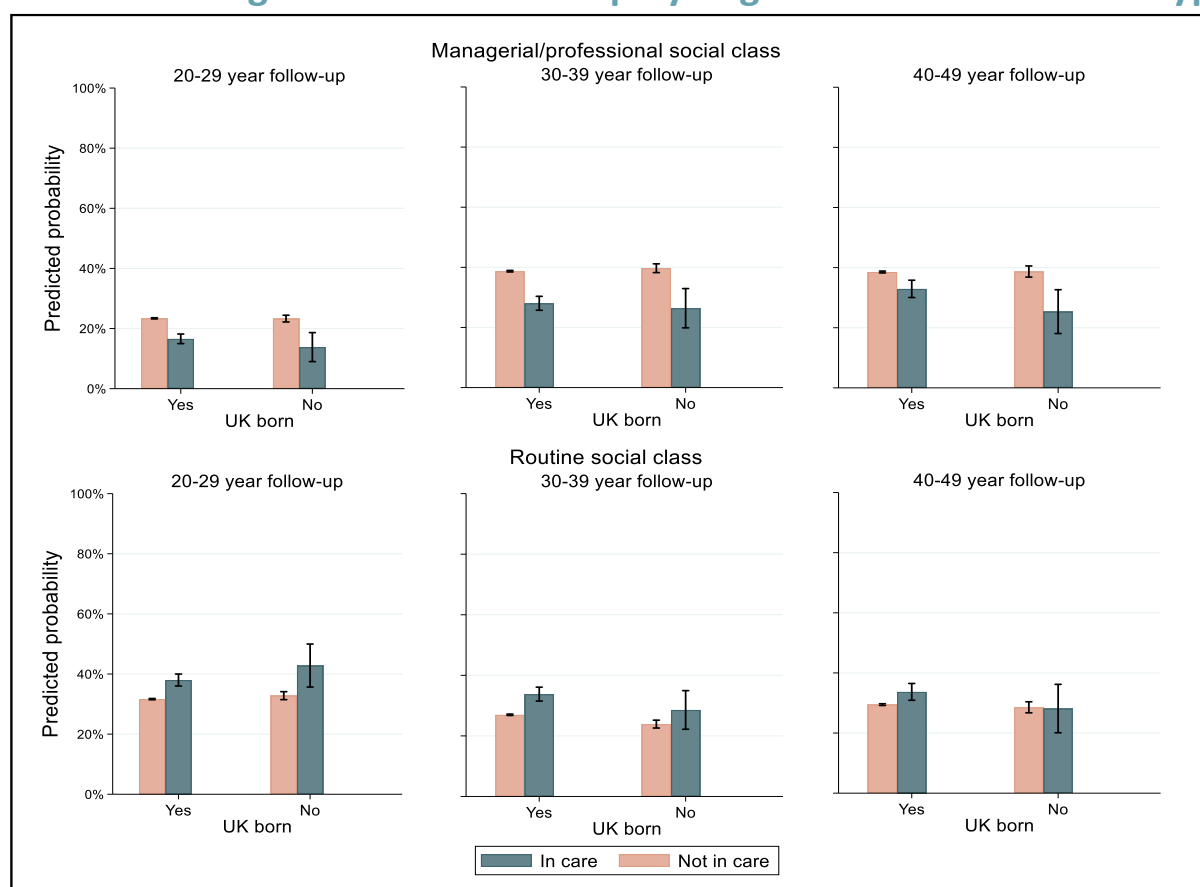 Managerial/professional social class
20-29 year follow-up 30-39 year follow-up 40-49 year follow-up
Predicted probability
100%
80%
60%
40%
20%
0%
Yes No Yes No Yes No
UK born UK born UK born
Routine social class
20-29 year follow-up 30-39 year follow-up 40-49 year follow-up
Predicted probability
100%
80%
60%
40%
20%
0%
Yes No Yes No Yes No
UK born UK born UK born
In care Not in care